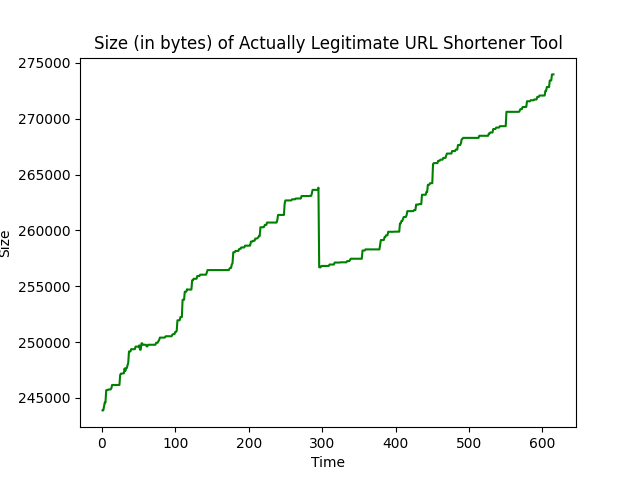 Size (in bytes) of Actually Legitimate URL Shortener Tool
275000
270000
265000
260000
255000
250000
245000
Size
0 100 200 300 400 500 600
Time